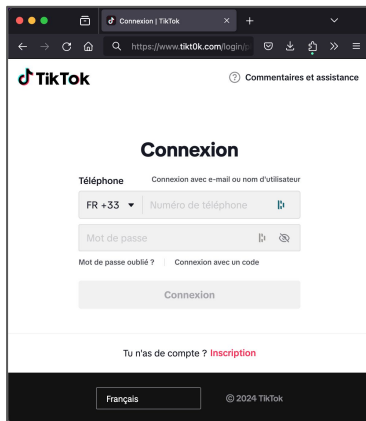 Connexion | TikTok
https://www.tikt0k.com/login/p
TikTok
? Commentaires et assistance
Connexion
Téléphone Connexion avec e-mail ou nom d'utilisateur
FR +33 Numéro de téléphone
Mot de passe
Mot de passe oublié ? Connexion avec un code
Connexion
Tu n'as de compte ? Inscription
Français © 2024 TikTok